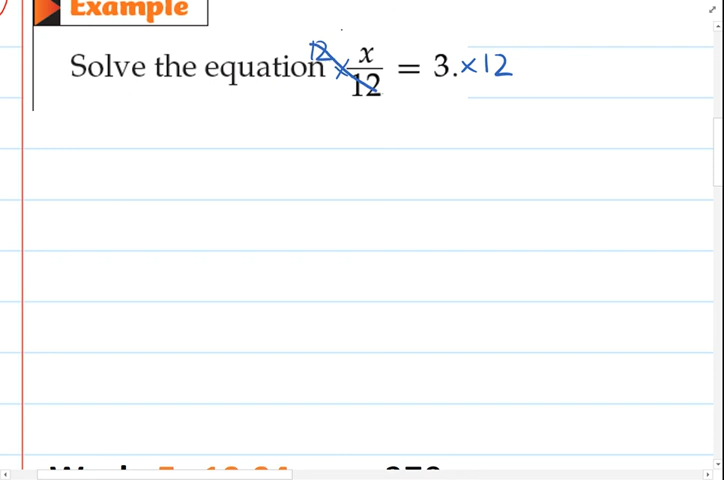 Example
Solve the equation 12 × x/12 = 3. × 12